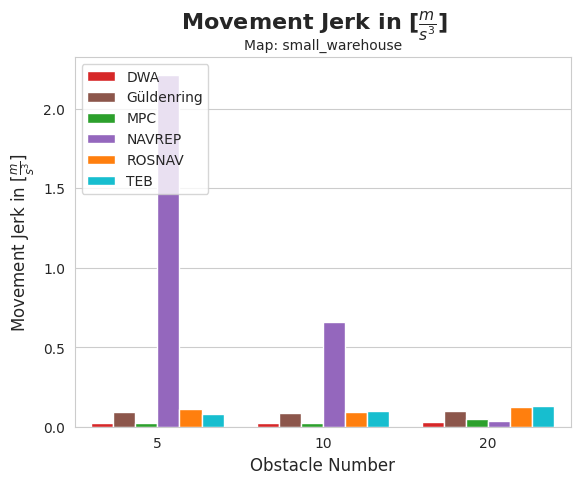 Movement Jerk in [m/s³]
Map: small_warehouse
DWA
Güldenring
MPC
NAVREP
ROSNAV
TEB
Movement Jerk in [m/s³]
2.0
1.5
1.0
0.5
0.0
5 10 20
Obstacle Number